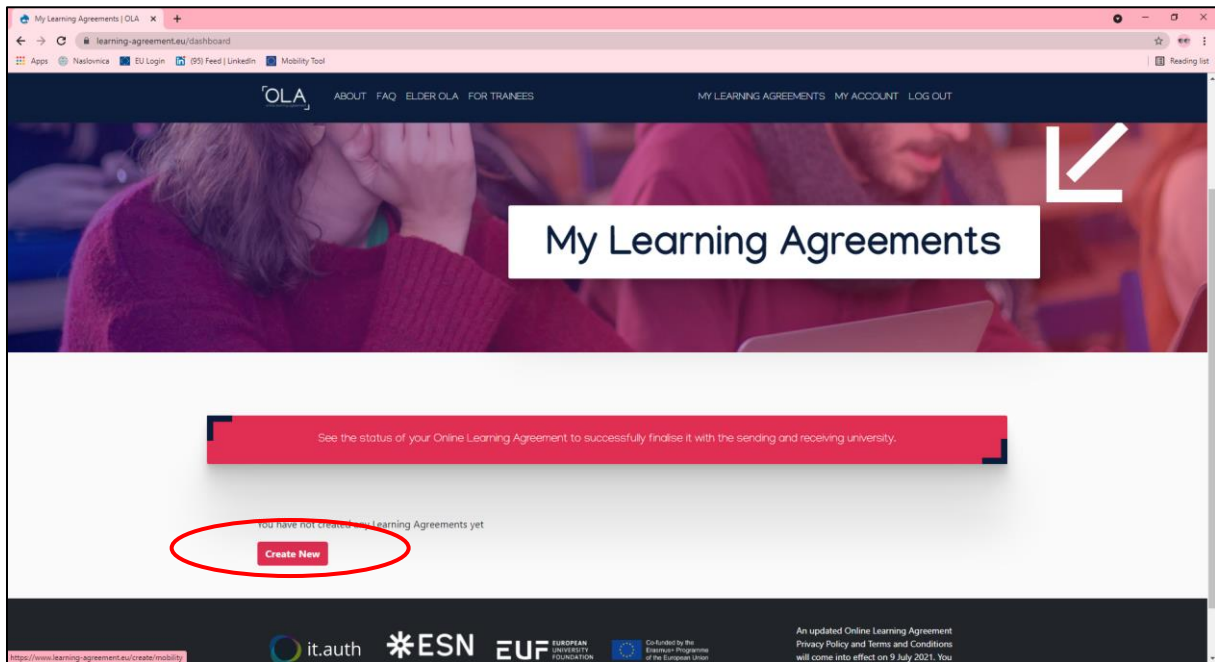 My Learning Agreements | OLA
learning-agreement.eu/dashboard
Apps Naslovnica EU Login (95) Feed | LinkedIn Mobility Tool Reading list
OLA ABOUT FAQ ELDER OLA FOR TRAINEES MY LEARNING AGREEMENTS MY ACCOUNT LOG OUT
My Learning Agreements
See the status of your Online Learning Agreement to successfully finalise it with the sending and receiving university.
You have not created any Learning Agreements yet
Create New
it.auth ESN EUF EUROPEAN UNIVERSITY FOUNDATION
Co-funded by the
Erasmus+ Programme
of the European Union
An updated Online Learning Agreement
Privacy Policy and Terms and Conditions
will come into effect on 9 July 2021. You
https://www.learning-agreement.eu/create/mobility